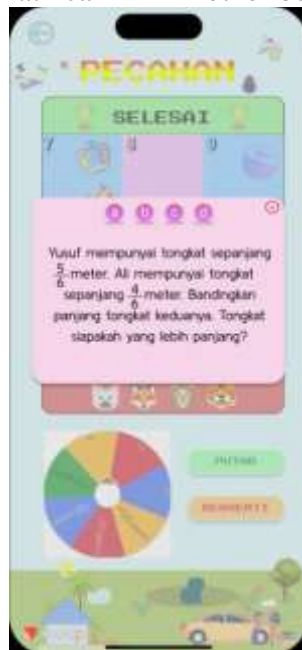 PECAHAN
SELESAI
7 8 9
a b c d
Yusuf mempunyai tongkat sepanjang
5/6 meter. Ali mempunyai tongkat
sepanjang 4/6 meter. Bandingkan
panjang tongkat keduanya. Tongkat
siapakah yang lebih panjang?
PUTAR
BERHENTI